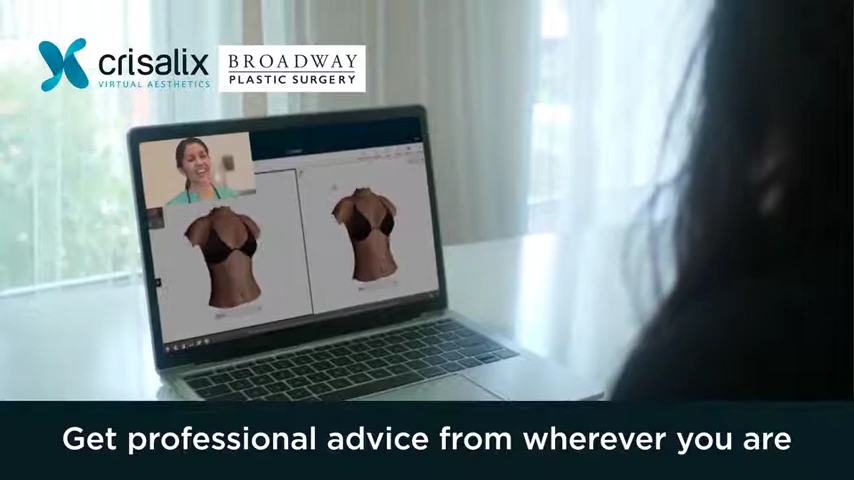 crisalix
VIRTUAL AESTHETICS
BROADWAY
PLASTIC SURGERY
Get professional advice from wherever you are